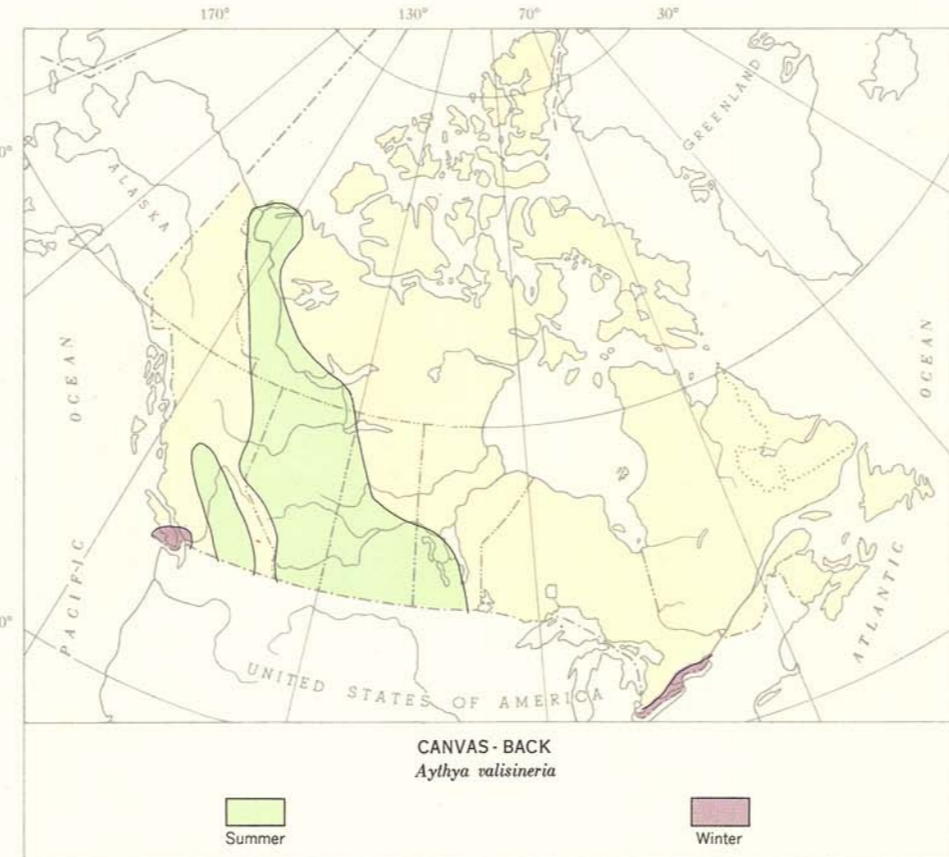 170° 130° 70° 30°
GREENLAND
ALASKA
OCEAN
OCEAN
PACIFIC
ATLANTIC
UNITED STATES OF AMERICA
CANVAS - BACK
Aythya valisineria
Summer
Winter